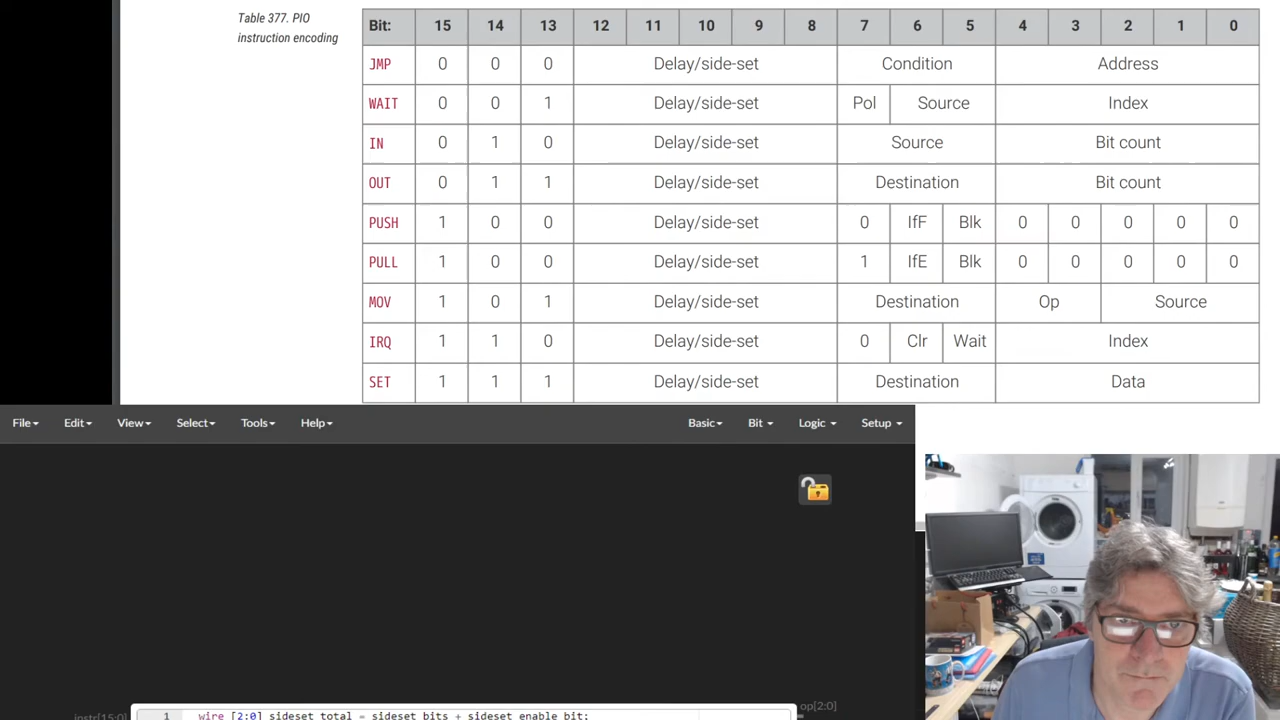 Table 377. PIO
instruction encoding
Bit: 15 14 13 12 11 10 9 8 7 6 5 4 3 2 1 0
JMP 0 0 0 Delay/side-set Condition Address
WAIT 0 0 1 Delay/side-set Pol Source Index
IN 0 1 0 Delay/side-set Source Bit count
OUT 0 1 1 Delay/side-set Destination Bit count
PUSH 1 0 0 Delay/side-set 0 IfF Blk 0 0 0 0 0
PULL 1 0 0 Delay/side-set 1 IfE Blk 0 0 0 0 0
MOV 1 0 1 Delay/side-set Destination Op Source
IRQ 1 1 0 Delay/side-set 0 Clr Wait Index
SET 1 1 1 Delay/side-set Destination Data
File Edit View Select Tools Help Basic Bit Logic Setup
instr[15:0] 1 wire [2:0] sideset_total = sideset_bits + sideset_enable_bit; op[2:0]